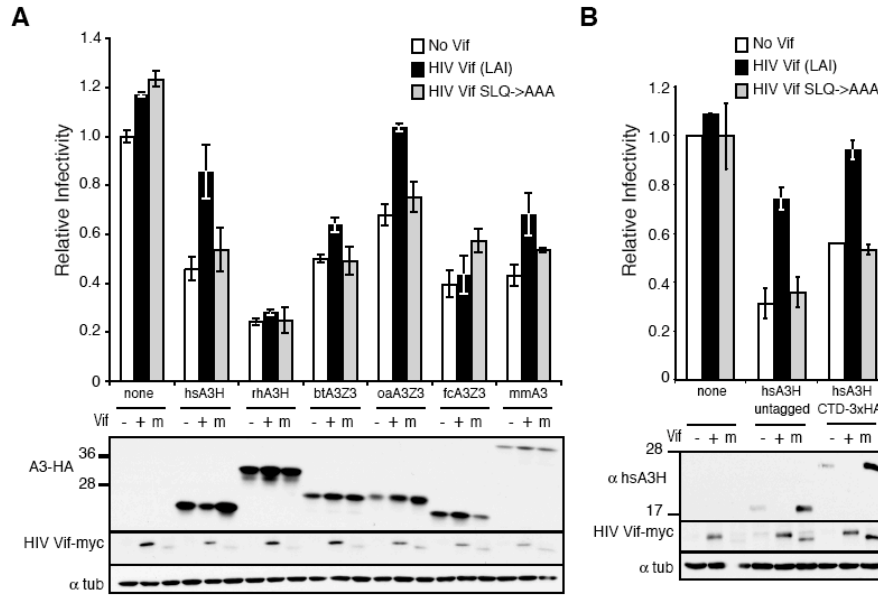 A
1.4
1.2
1.0
0.8
0.6
0.4
0.2
0
Relative Infectivity
No Vif
HIV Vif (LAI)
HIV Vif SLQ->AAA
none hsA3H rhA3H btA3Z3 oaA3Z3 fcA3Z3 mmA3
Vif - + m - + m - + m - + m - + m - + m - + m
A3-HA
36
28
HIV Vif-myc
α tub
B
No Vif
HIV Vif (LAI)
HIV Vif SLQ->AAA
1.2
1.0
0.8
0.6
0.4
0.2
0
Relative Infectivity
none hsA3H untagged hsA3H CTD-3xHA
Vif - + m - + m - + m
28
α hsA3H
17
HIV Vif-myc
α tub